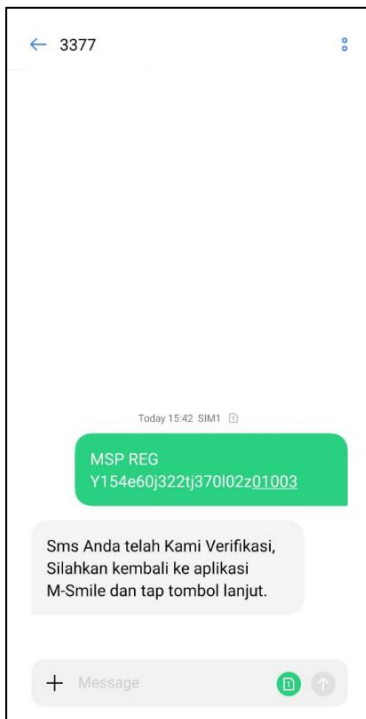 3377
Today 15:42 SIM1
MSP REG
Y154e60j322tj370l02z01003
Sms Anda telah Kami Verifikasi,
Silahkan kembali ke aplikasi
M-Smile dan tap tombol lanjut.
Message